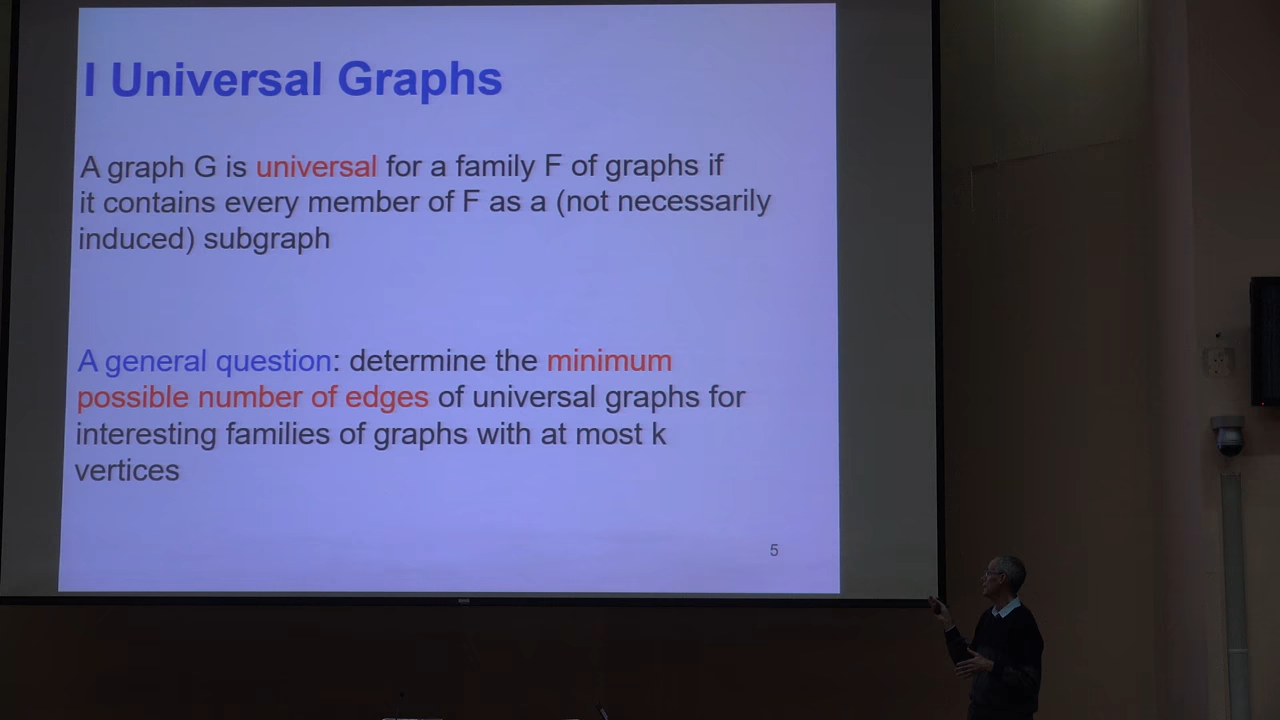 I Universal Graphs
A graph G is universal for a family F of graphs if
it contains every member of F as a (not necessarily
induced) subgraph
A general question: determine the minimum
possible number of edges of universal graphs for
interesting families of graphs with at most k
vertices
5